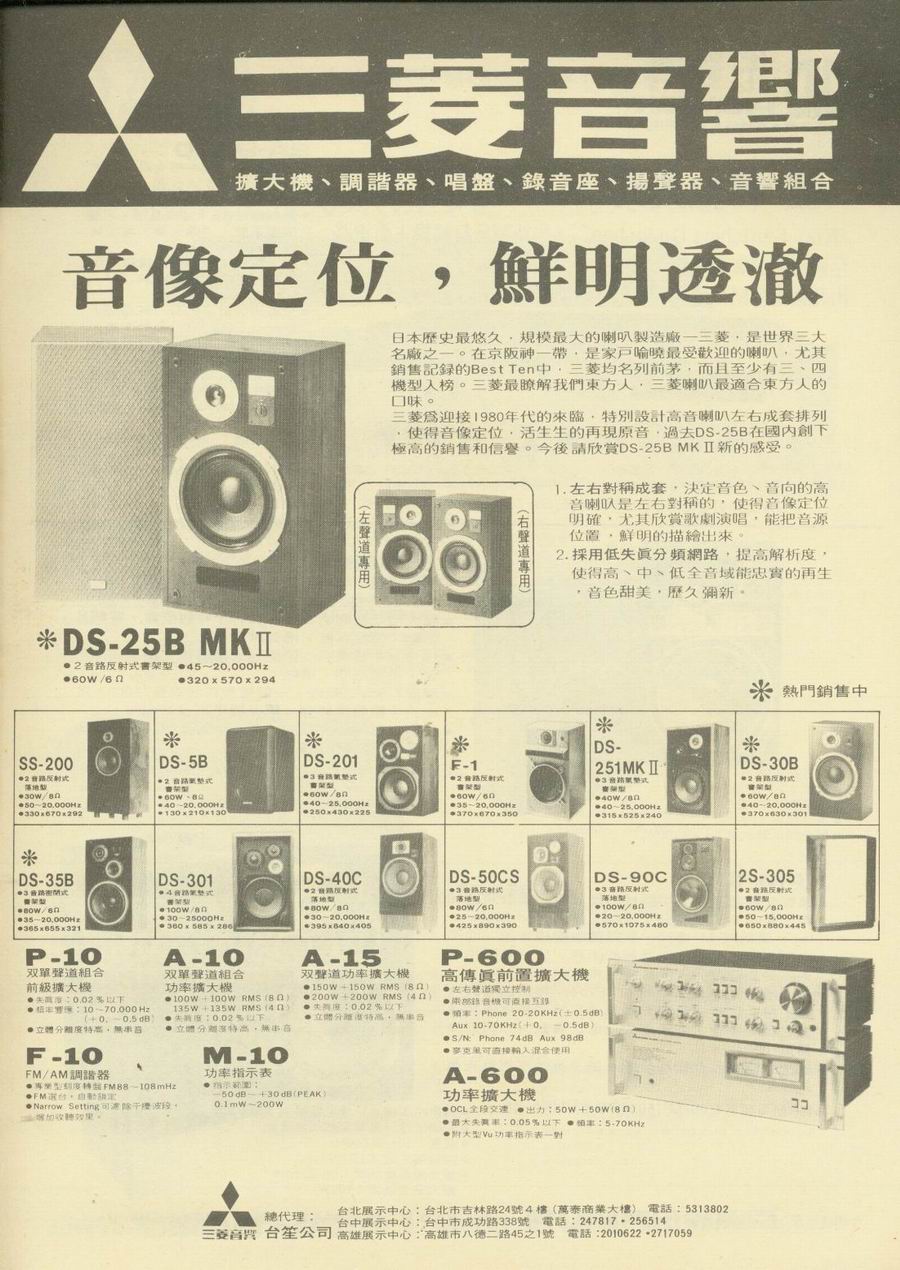 三菱音響
擴大機、調諧器、唱盤、錄音座、揚聲器、音響組合
音像定位，鮮明透澈
日本歷史最悠久，規模最大的喇叭製造廠—三菱，是世界三大
名廠之一。在京阪神一帶，是家戶喻曉最受歡迎的喇叭，尤其
銷售記錄的Best Ten中，三菱均名列前茅，而且至少有三、四
機型入榜。三菱最瞭解我們東方人，三菱喇叭最適合東方人的
口味。
三菱爲迎接1980年代的來臨，特別設計高音喇叭左右成套排列
，使得音像定位，活生生的再現原音，過去DS-25B在國內創下
極高的銷售和信譽。今後請欣賞DS-25B MKⅡ新的感受。
（左聲道專用）
（右聲道專用）
1. 左右對稱成套，決定音色、音向的高
音喇叭是左右對稱的，使得音像定位
明確，尤其欣賞歌劇演唱，能把音源
位置，鮮明的描繪出來。
2. 採用低失眞分頻網路，提高解析度，
使得高、中、低全音域能忠實的再生
，音色甜美，歷久彌新。
＊DS-25B MKⅡ
●2音路反射式書架型 ●45～20,000Hz
●60W/6Ω ●320x570x294
＊熱門銷售中
SS-200
●2音路反射式
落地型
●30W/8Ω
●50～20,000Hz
●330x670x292
＊
DS-5B
●2音路氣墊式
書架型
●60W/8Ω
●40～20,000Hz
●130x210x130
＊
DS-201
●3音路氣墊式
書架型
●60W/8Ω
●40～25,000Hz
●250x430x225
＊
F-1
●2音路反射式
書架型
●60W/6Ω
●35～20,000Hz
●370x670x350
＊
DS-
251MKⅡ
●3音路氣墊式
書架型
●40W/8Ω
●40～25,000Hz
●315x525x240
＊
DS-30B
●2音路反射式
書架型
●60W/8Ω
●40～20,000Hz
●370x630x301
＊
DS-35B
●3音路密閉式
書架型
●80W/6Ω
●35～20,000Hz
●365x655x321
DS-301
●4音路氣墊式
書架型
●100W/8Ω
●30～25000Hz
●380x585x286
DS-40C
●2音路反射式
落地型
●80W/8Ω
●30～20,000Hz
●395x840x405
DS-50CS
●3音路反射式
落地型
●80W/6Ω
●25～20,000Hz
●425x890x390
DS-90C
●3音路反射式
落地型
●100W/8Ω
●20～20,000Hz
●570x1075x480
2S-305
●2音路反射式
書架型
●60W/8Ω
●50～15,000Hz
●650x880x445
P-10
双單聲道組合
前級擴大機
●失眞度：0.02%以下
●頻率響應：10～70,000Hz
(+0, －0.5dB)
●立體分離度特高，無串音
A-10
双單聲道組合
功率擴大機
●100W＋100W RMS (8Ω)
135W＋135W RMS (4Ω)
●失眞度：0.02%以下
●立體分離度特高，無串音
A-15
双聲道功率擴大機
●150W＋150W RMS (8Ω)
●200W＋200W RMS (4Ω)
●失眞度：0.02%以下
●立體分離度特高，無串音
P-600
高傳眞前置擴大機
●左右聲道獨立控制
●兩部錄音機可直接互錄
●頻率：Phone 20-20KHz(±0.5dB)
Aux 10-70KHz(+0, －0.5dB)
●S/N: Phone 74dB Aux 98dB
●麥克風可直接輸入混合使用
F-10
FM/AM調諧器
●專業型刻度轉盤FM88～108mHz
●FM選台，自動鎖定
●Narrow Setting可濾除干擾波段，
增加收聽效果。
M-10
功率指示表
●指示範圍：
－50dB～＋30dB(PEAK)
0.1mW～200W
A-600
功率擴大機
●OCL全段交連 ●出力：50W＋50W(8Ω)
●最大失眞率：0.05%以下 ●頻率：5-70KHz
●附大型Vu功率指示表一對
三菱音響
總代理：
台笙公司
台北展示中心：台北市吉林路24號4樓（萬泰商業大樓） 電話：5313802
台中展示中心：台中市成功路338號 電話：247817・256514
高雄展示中心：高雄市八德二路45之1號 電話：2010622・2717059